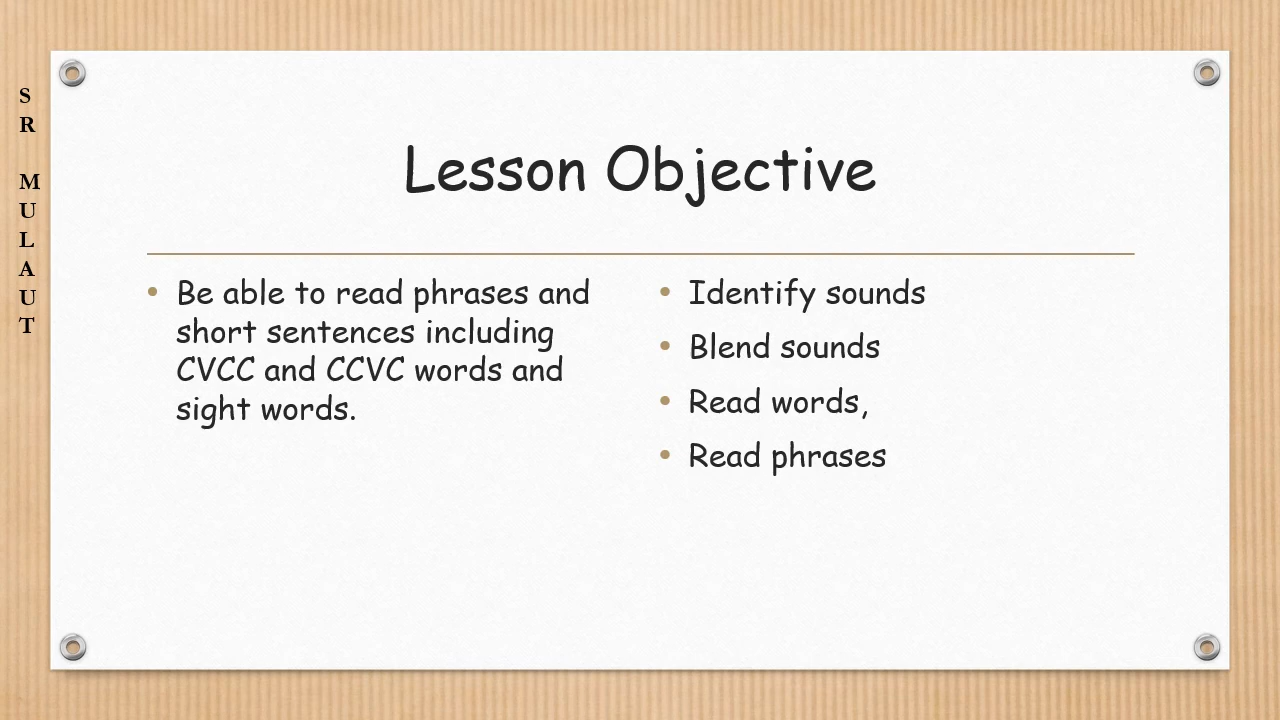 S
R
M
U
L
A
U
T
Lesson Objective
• Be able to read phrases and
short sentences including
CVCC and CCVC words and
sight words.
• Identify sounds
• Blend sounds
• Read words,
• Read phrases